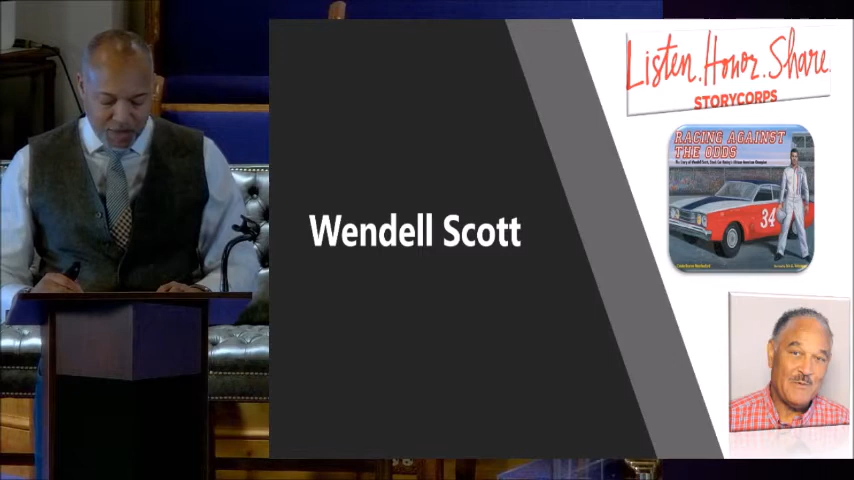 Wendell Scott
Listen.Honor.Share.
STORYCORPS
RACING AGAINST
THE ODDS
34